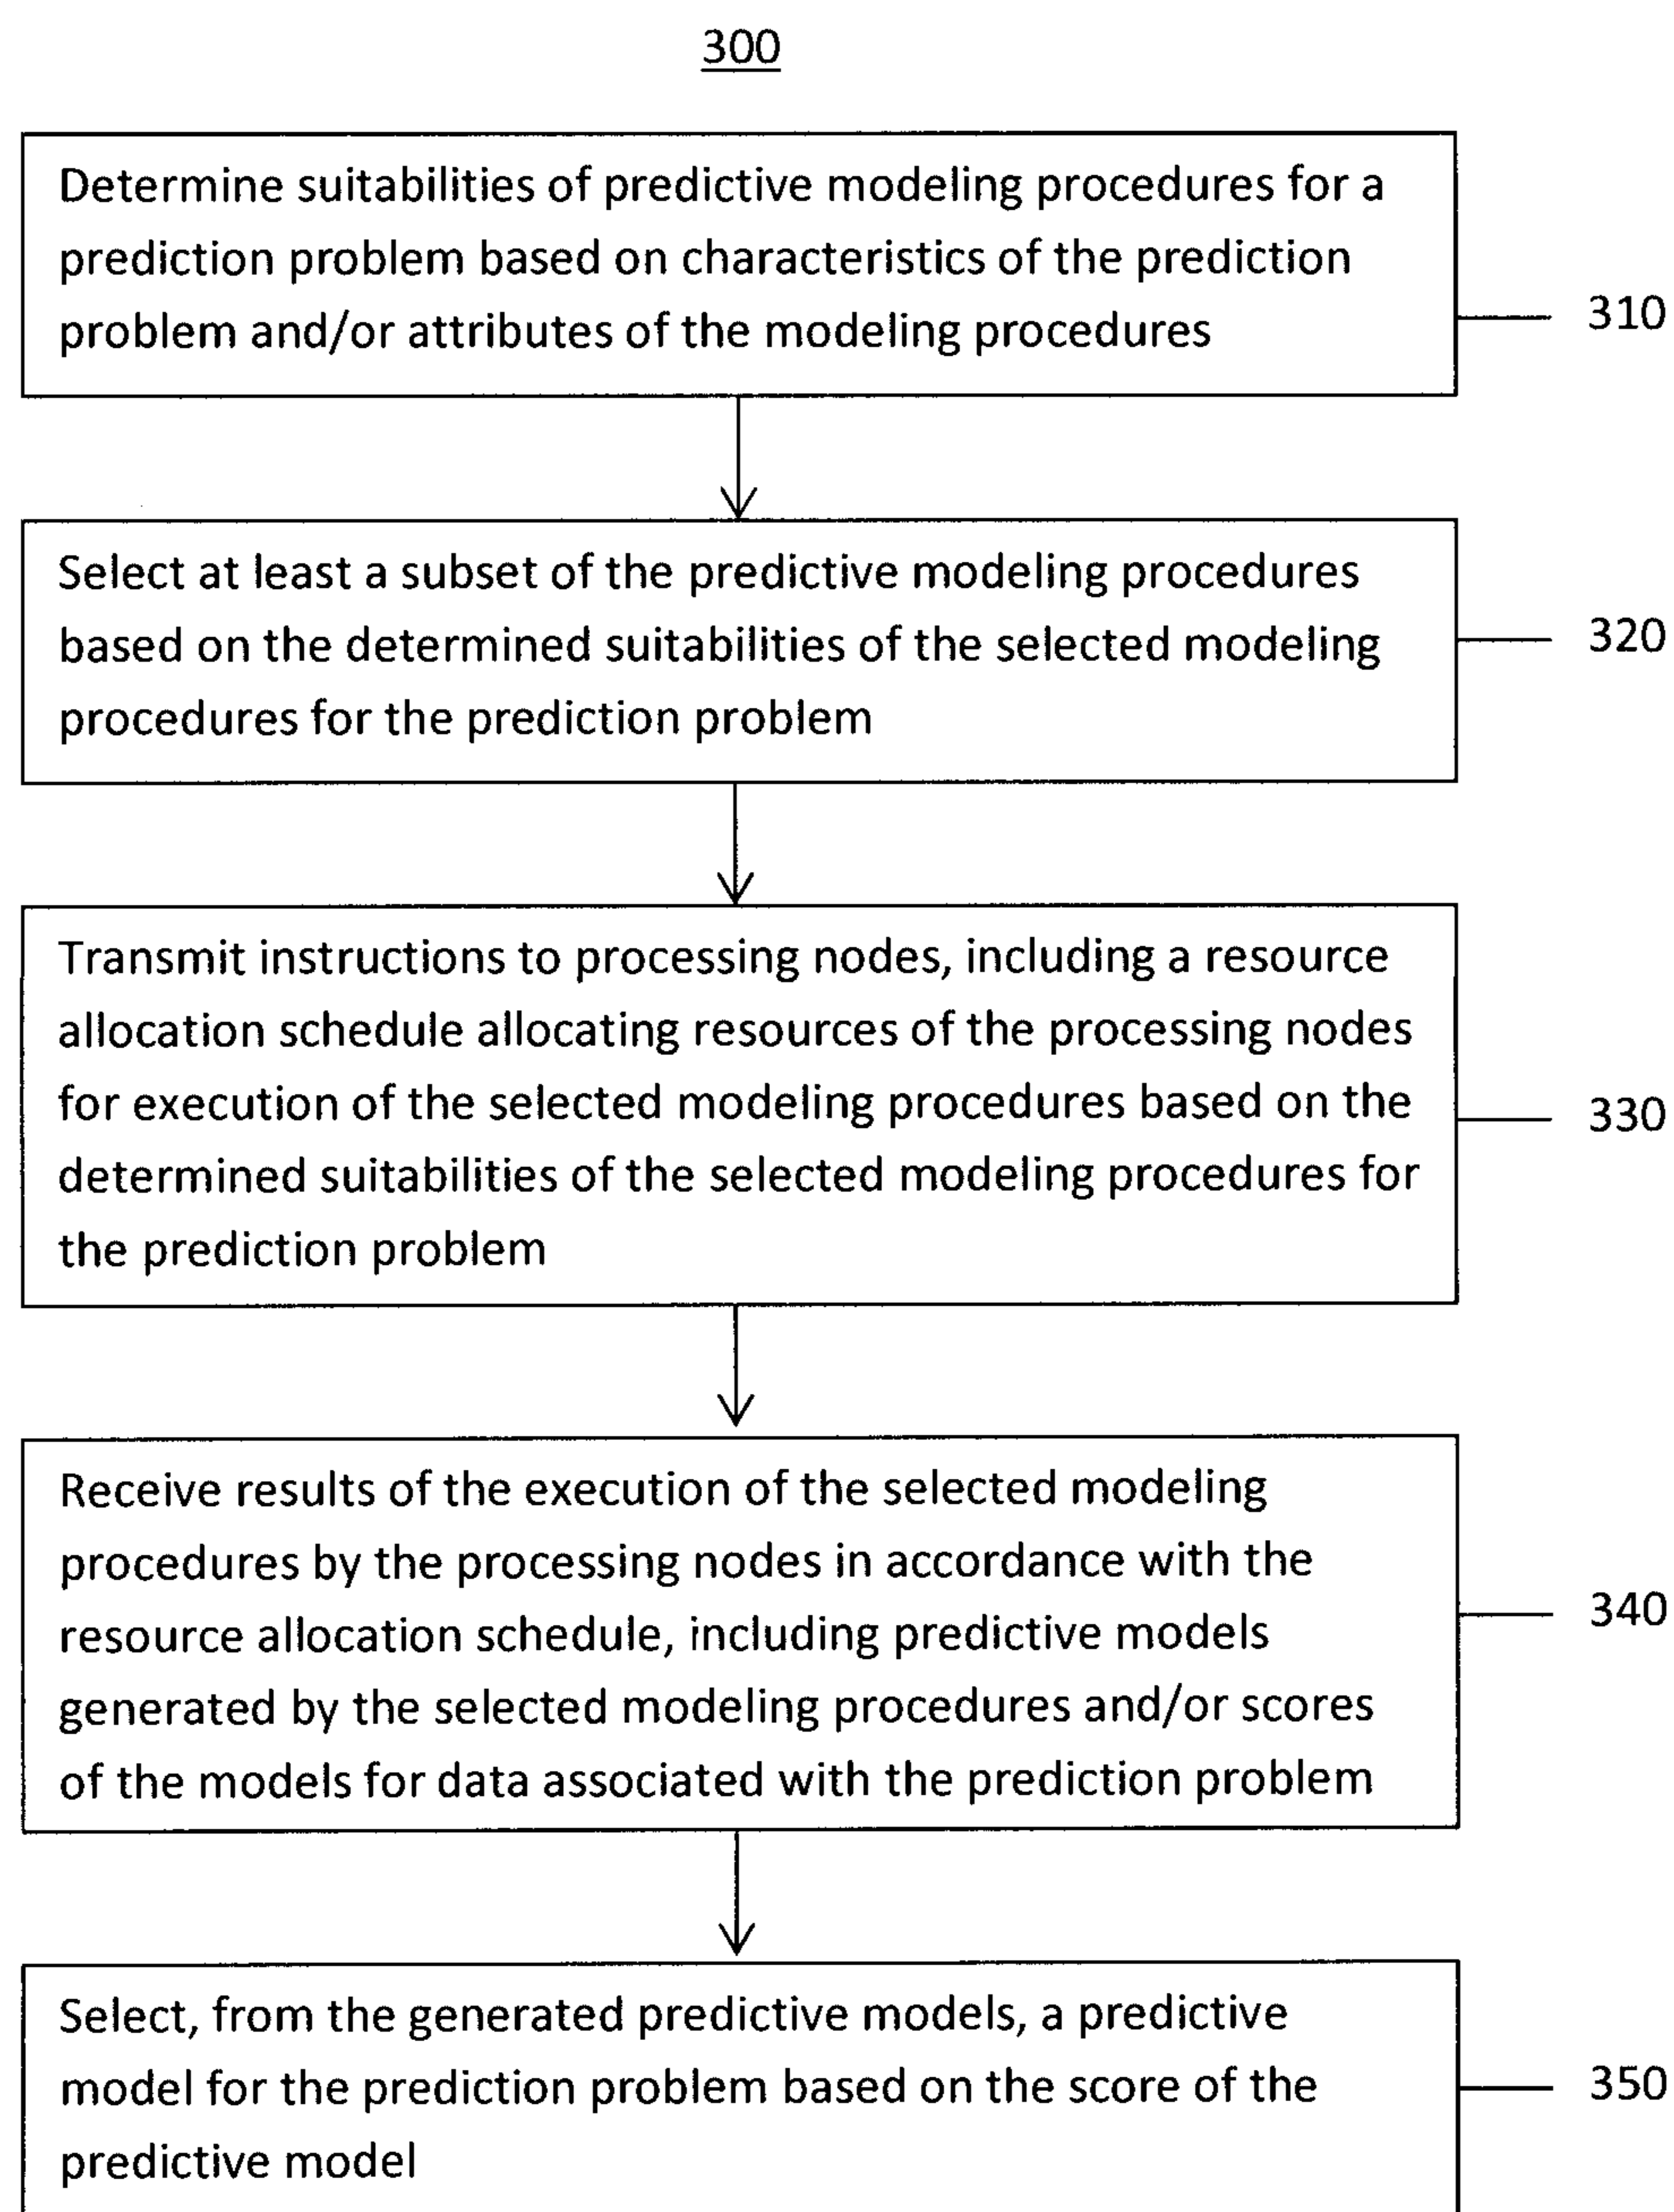 300
Determine suitabilities of predictive modeling procedures for a
prediction problem based on characteristics of the prediction
problem and/or attributes of the modeling procedures
310
Select at least a subset of the predictive modeling procedures
based on the determined suitabilities of the selected modeling
procedures for the prediction problem
320
Transmit instructions to processing nodes, including a resource
allocation schedule allocating resources of the processing nodes
for execution of the selected modeling procedures based on the
determined suitabilities of the selected modeling procedures for
the prediction problem
330
Receive results of the execution of the selected modeling
procedures by the processing nodes in accordance with the
resource allocation schedule, including predictive models
generated by the selected modeling procedures and/or scores
of the models for data associated with the prediction problem
340
Select, from the generated predictive models, a predictive
model for the prediction problem based on the score of the
predictive model
350